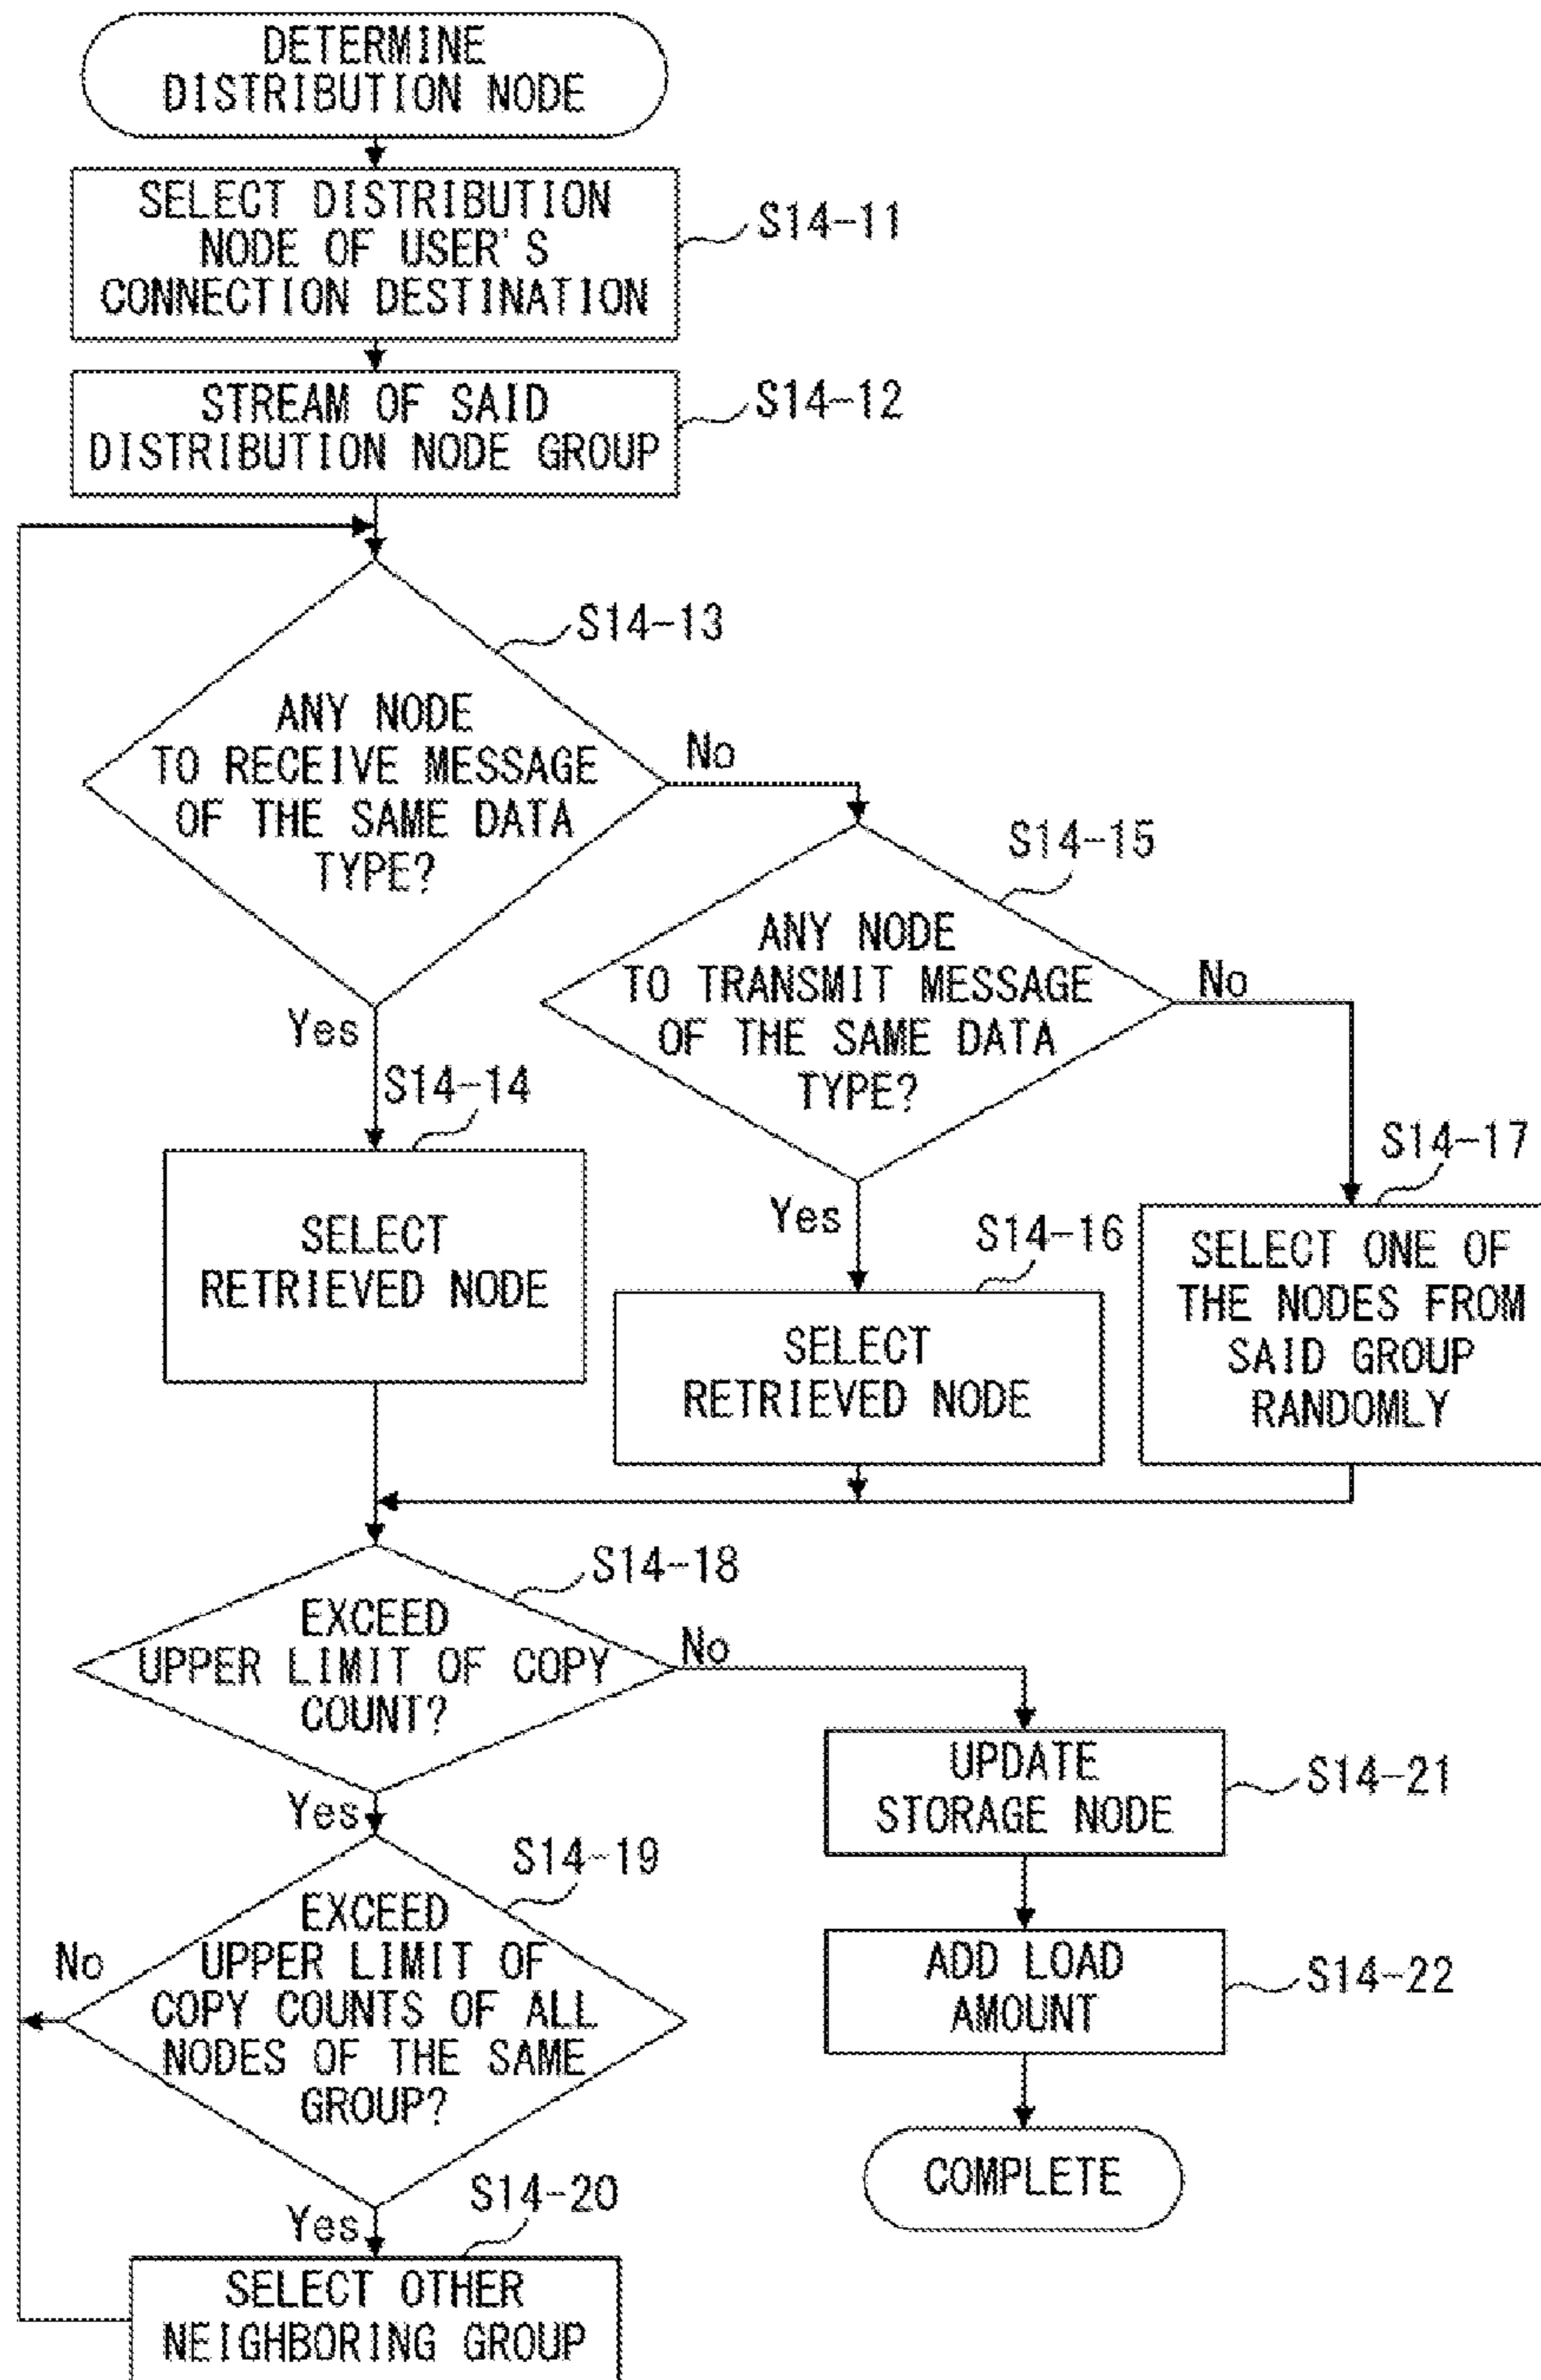 DETERMINE
DISTRIBUTION NODE
SELECT DISTRIBUTION
NODE OF USER'S
CONNECTION DESTINATION
S14-11
STREAM OF SAID
DISTRIBUTION NODE GROUP
S14-12
S14-13
ANY NODE
TO RECEIVE MESSAGE
OF THE SAME DATA
TYPE?
No
Yes
S14-15
ANY NODE
TO TRANSMIT MESSAGE
OF THE SAME DATA
TYPE?
No
Yes
S14-14
SELECT
RETRIEVED NODE
S14-16
SELECT
RETRIEVED NODE
S14-17
SELECT ONE OF
THE NODES FROM
SAID GROUP
RANDOMLY
S14-18
EXCEED
UPPER LIMIT OF COPY
COUNT?
No
Yes
UPDATE
STORAGE NODE
S14-21
S14-19
EXCEED
UPPER LIMIT OF
COPY COUNTS OF ALL
NODES OF THE SAME
GROUP?
No
Yes
ADD LOAD
AMOUNT
S14-22
COMPLETE
S14-20
SELECT OTHER
NEIGHBORING GROUP